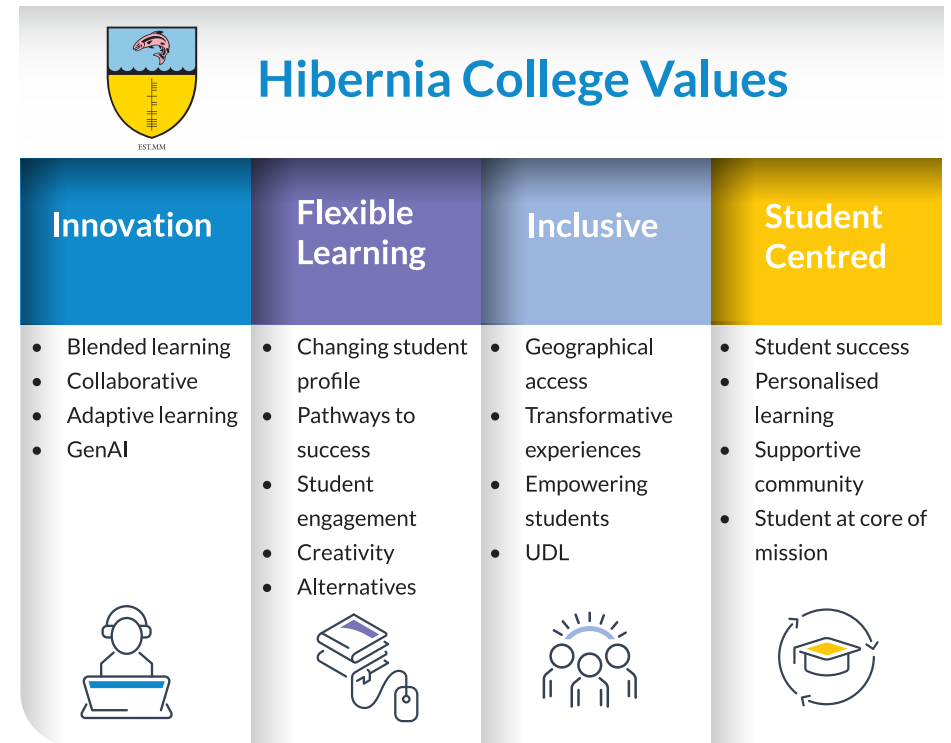 EST.MM
Hibernia College Values
Innovation
• Blended learning
• Collaborative
• Adaptive learning
• GenAI
Flexible
Learning
• Changing student
profile
• Pathways to
success
• Student
engagement
• Creativity
• Alternatives
Inclusive
• Geographical
access
• Transformative
experiences
• Empowering
students
• UDL
Student
Centred
• Student success
• Personalised
learning
• Supportive
community
• Student at core of
mission